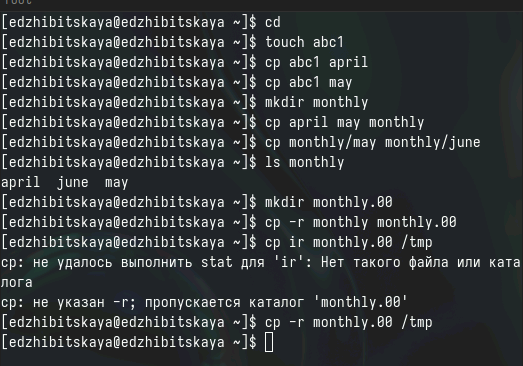 [edzhibitskaya@edzhibitskaya ~]$ cd
[edzhibitskaya@edzhibitskaya ~]$ touch abc1
[edzhibitskaya@edzhibitskaya ~]$ cp abc1 april
[edzhibitskaya@edzhibitskaya ~]$ cp abc1 may
[edzhibitskaya@edzhibitskaya ~]$ mkdir monthly
[edzhibitskaya@edzhibitskaya ~]$ cp april may monthly
[edzhibitskaya@edzhibitskaya ~]$ cp monthly/may monthly/june
[edzhibitskaya@edzhibitskaya ~]$ ls monthly
april  june  may
[edzhibitskaya@edzhibitskaya ~]$ mkdir monthly.00
[edzhibitskaya@edzhibitskaya ~]$ cp -r monthly monthly.00
[edzhibitskaya@edzhibitskaya ~]$ cp ir monthly.00 /tmp
cp: не удалось выполнить stat для 'ir': Нет такого файла или ката
лога
cp: не указан -r; пропускается каталог 'monthly.00'
[edzhibitskaya@edzhibitskaya ~]$ cp -r monthly.00 /tmp
[edzhibitskaya@edzhibitskaya ~]$